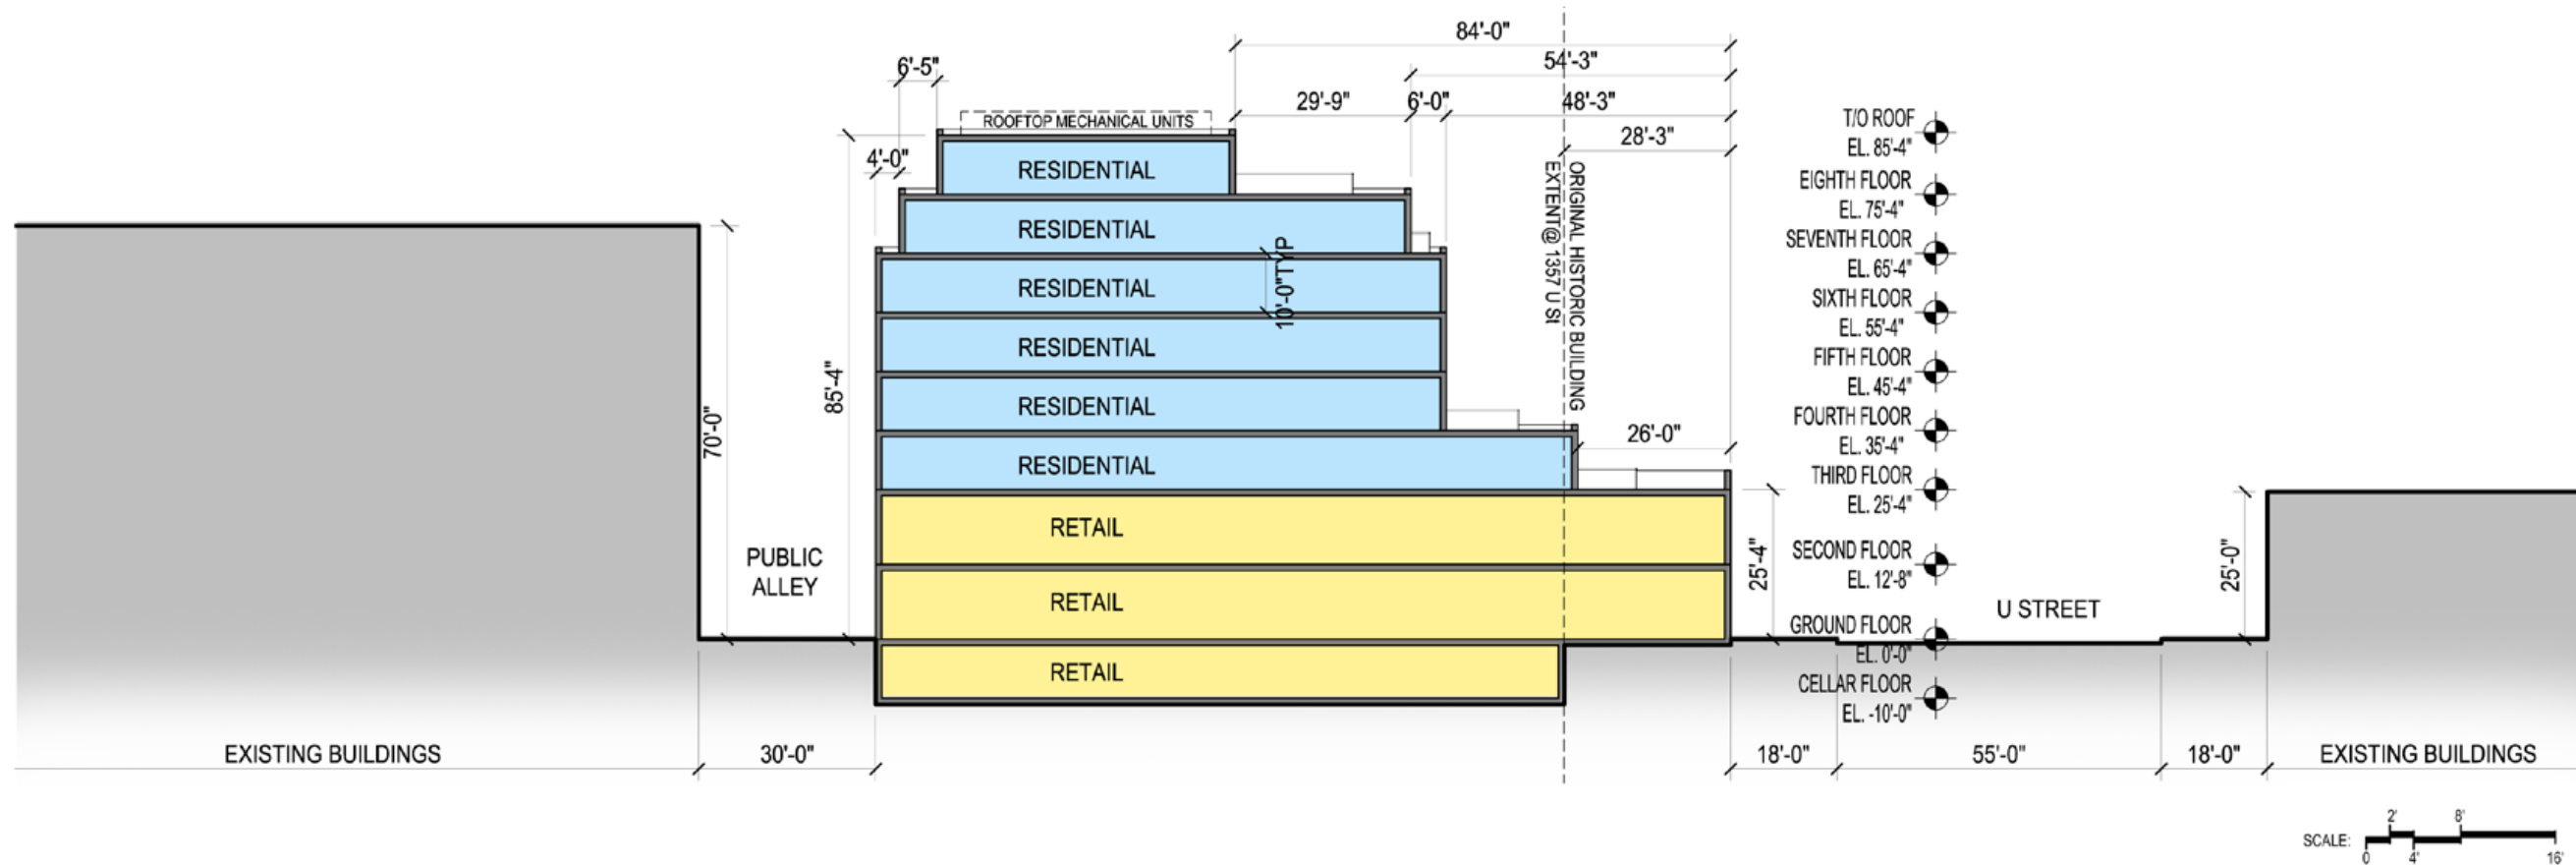 84'-0"
54'-3"
6'-5"
29'-9"
6'-0"
48'-3"
28'-3"
ROOFTOP MECHANICAL UNITS
4'-0"
RESIDENTIAL
RESIDENTIAL
RESIDENTIAL
10'-0"TYP
RESIDENTIAL
RESIDENTIAL
RESIDENTIAL
ORIGINAL HISTORIC BUILDING
EXTENT@ 1357 U St
26'-0"
85'-4"
70'-0"
RETAIL
RETAIL
RETAIL
PUBLIC
ALLEY
25'-4"
T/O ROOF
EL. 85'-4"
EIGHTH FLOOR
EL. 75'-4"
SEVENTH FLOOR
EL. 65'-4"
SIXTH FLOOR
EL. 55'-4"
FIFTH FLOOR
EL. 45'-4"
FOURTH FLOOR
EL. 35'-4"
THIRD FLOOR
EL. 25'-4"
SECOND FLOOR
EL. 12'-8"
GROUND FLOOR
EL. 0'-0"
CELLAR FLOOR
EL. -10'-0"
U STREET
25'-0"
EXISTING BUILDINGS
30'-0"
18'-0"
55'-0"
18'-0"
EXISTING BUILDINGS
SCALE:
2' 8'
0 4' 16'